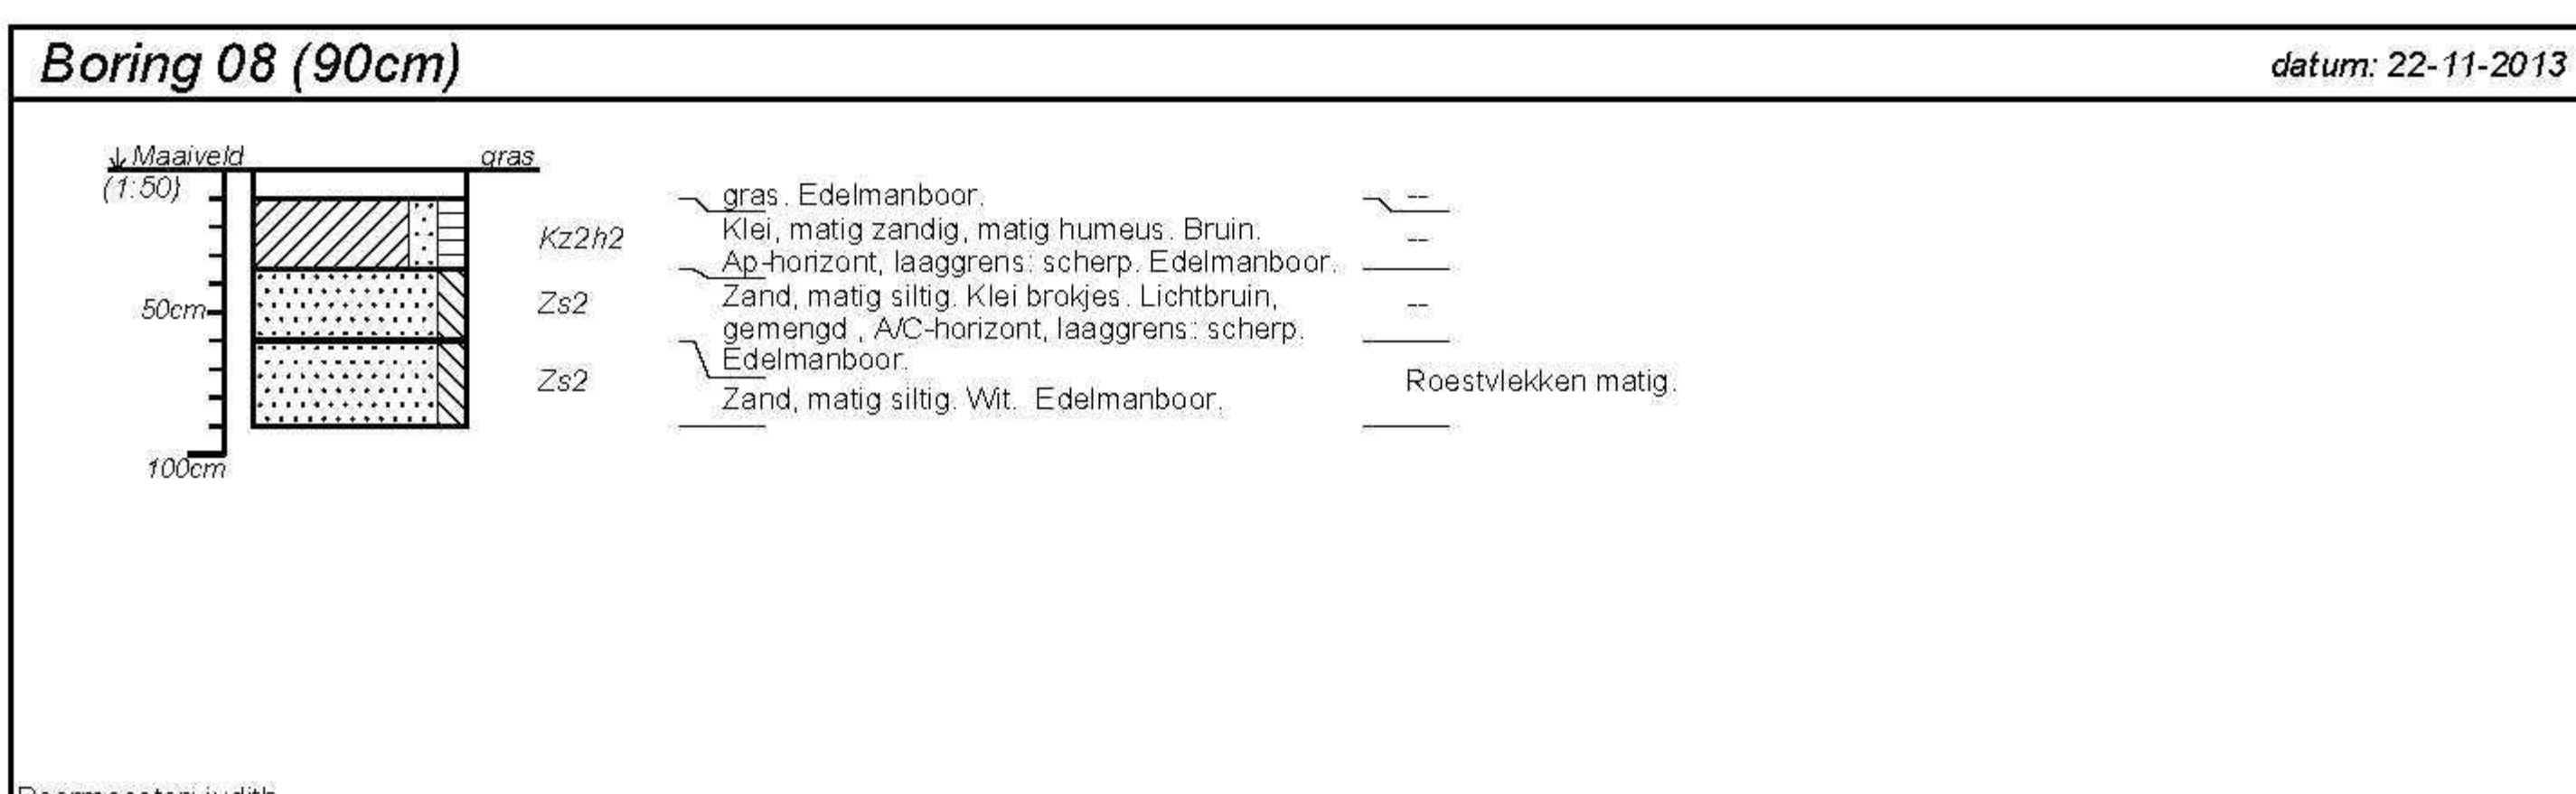 Boring 08 (90cm)
datum: 22-11-2013
↓ Maaiveld
gras
(1:50)
gras. Edelmanboor.
--
Kz2h2
Klei, matig zandig, matig humeus. Bruin.
Ap-horizont, laaggrens: scherp. Edelmanboor.
--
50cm
Zs2
Zand, matig siltig. Klei brokjes. Lichtbruin,
gemengd , A/C-horizont, laaggrens: scherp.
Edelmanboor.
--
Zs2
Zand, matig siltig. Wit. Edelmanboor.
Roestvlekken matig.
100cm